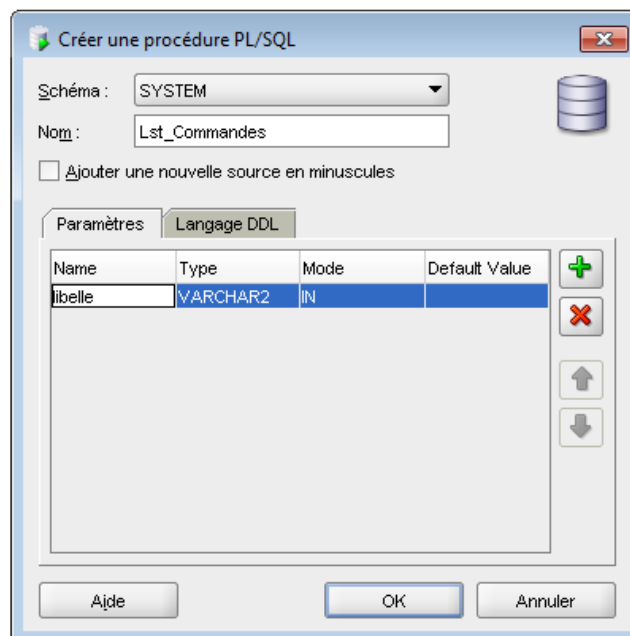 Créer une procédure PL/SQL
Schéma : SYSTEM
Nom : Lst_Commandes
Ajouter une nouvelle source en minuscules
Paramètres Langage DDL
Name Type Mode Default Value
libelle VARCHAR2 IN
Aide OK Annuler